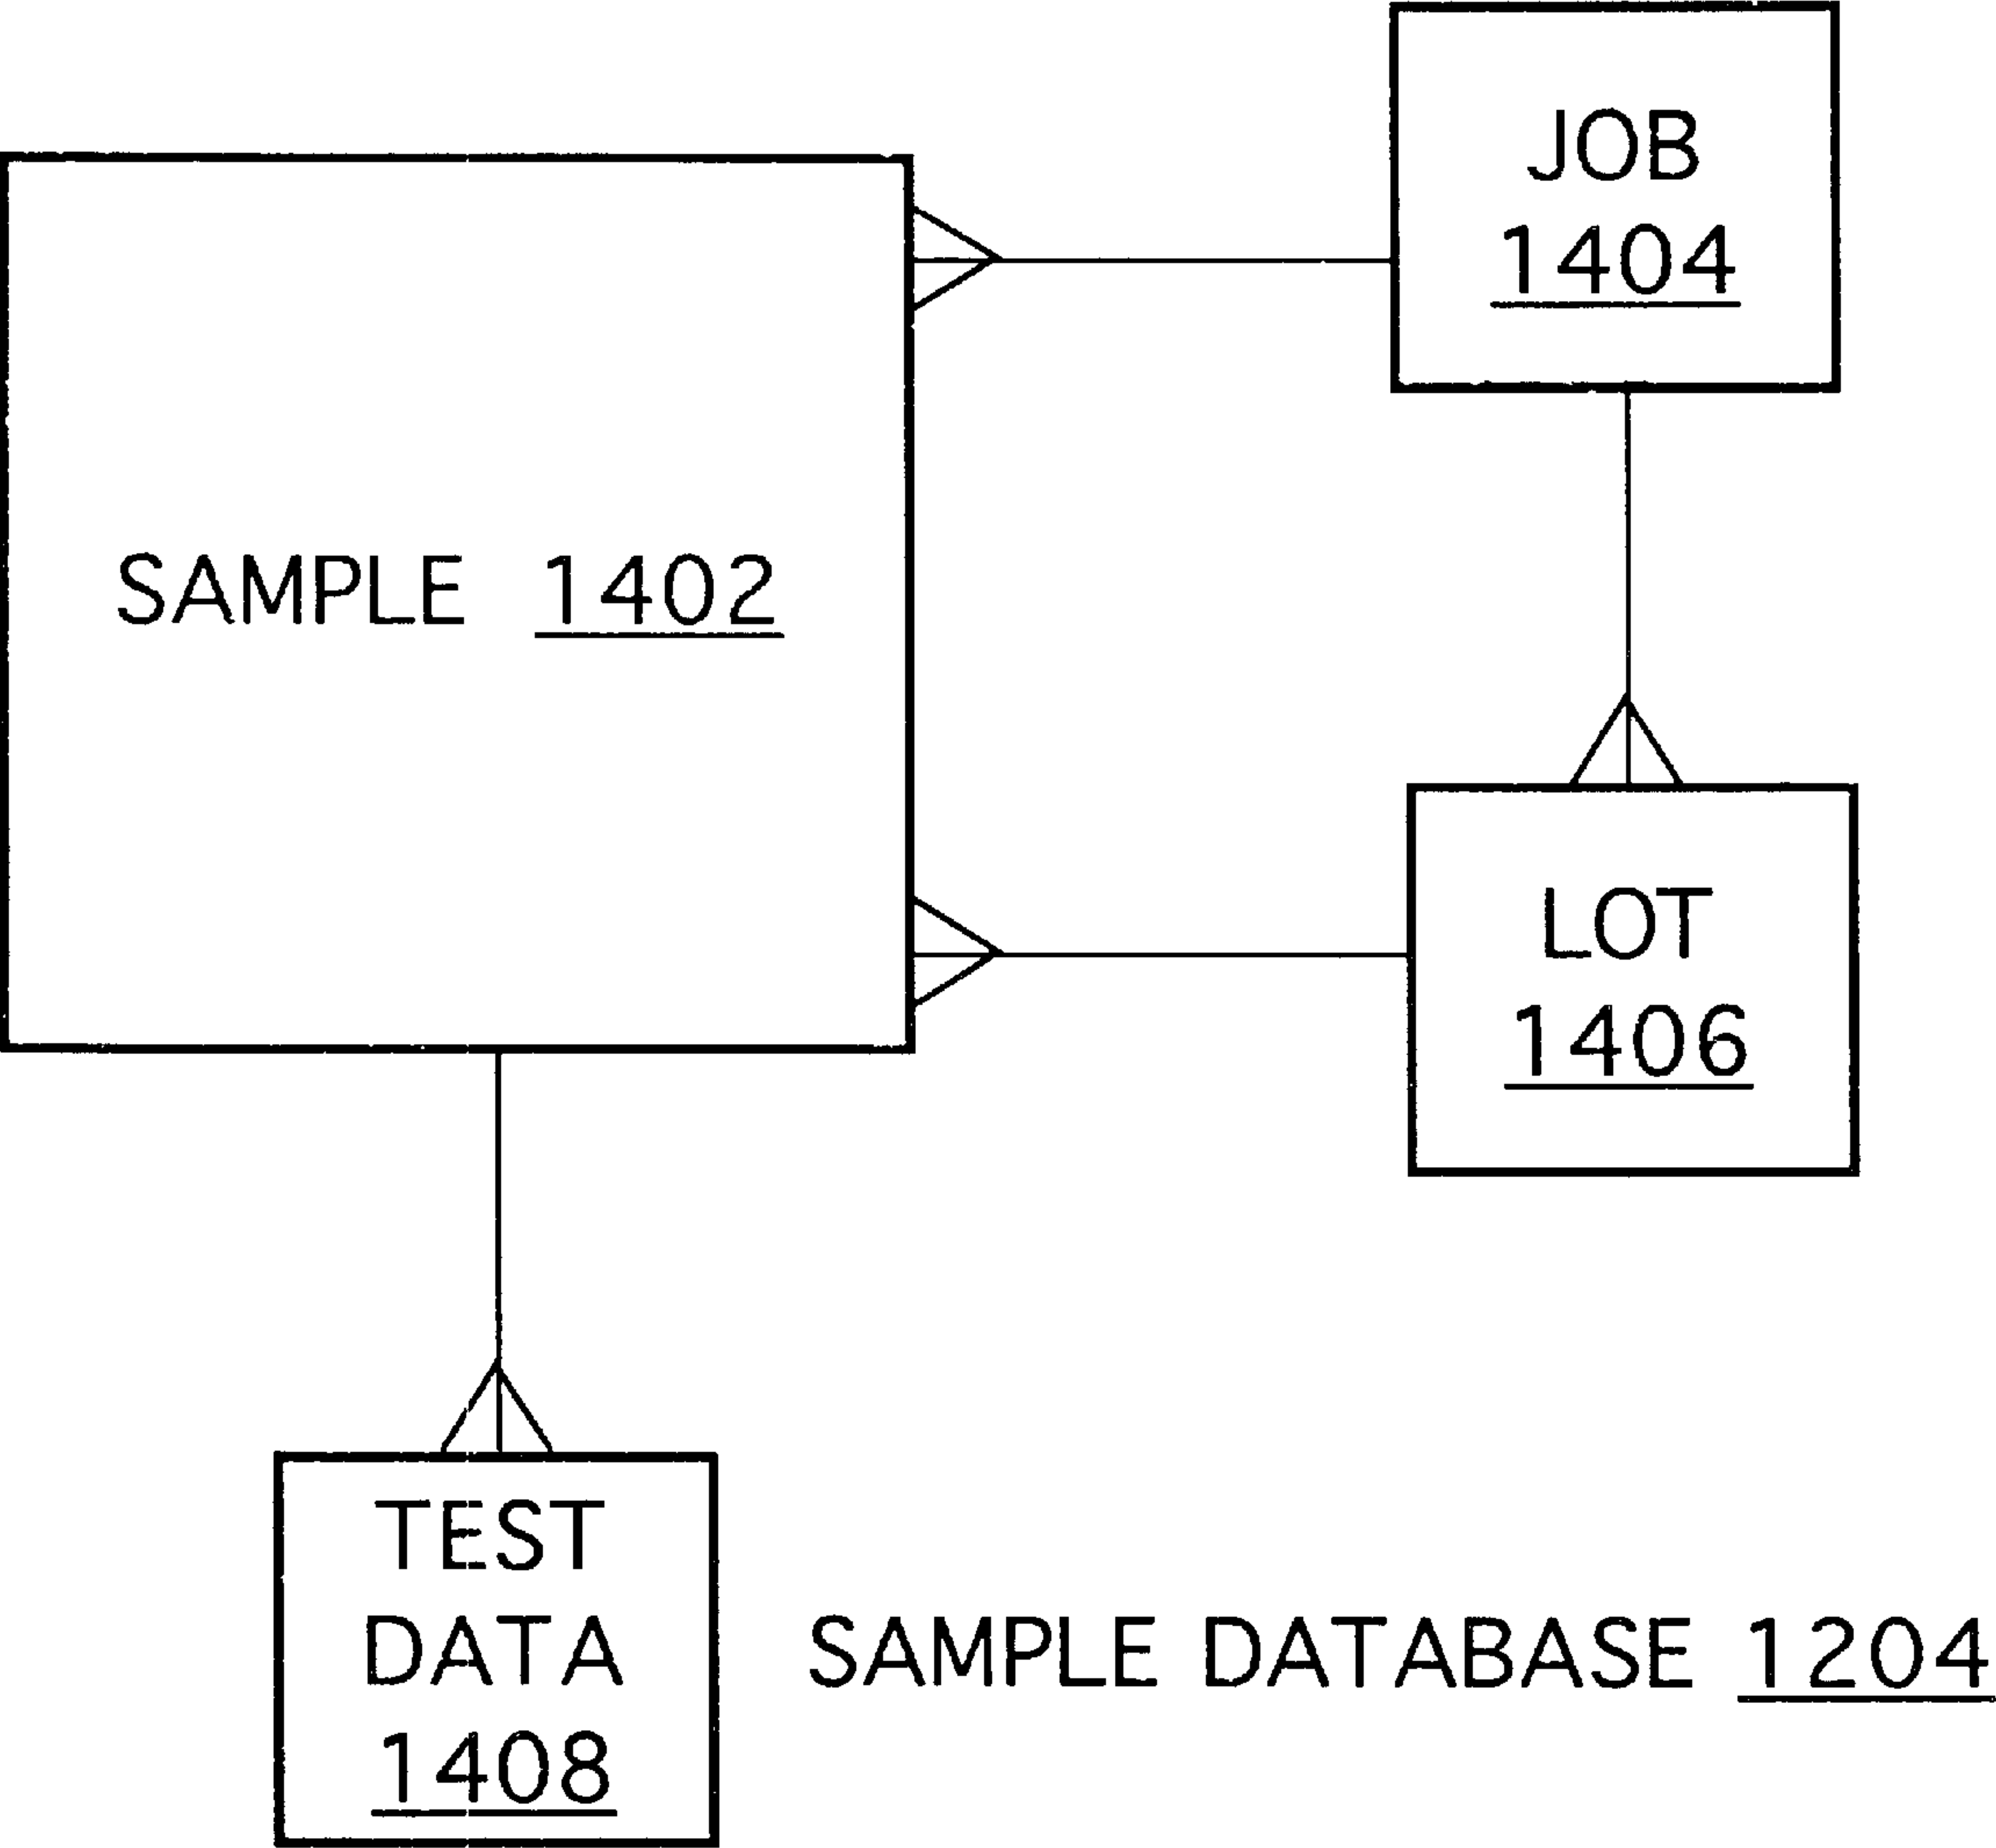 JOB
1404
SAMPLE 1402
LOT
1406
TEST
DATA
1408
SAMPLE DATABASE 1204